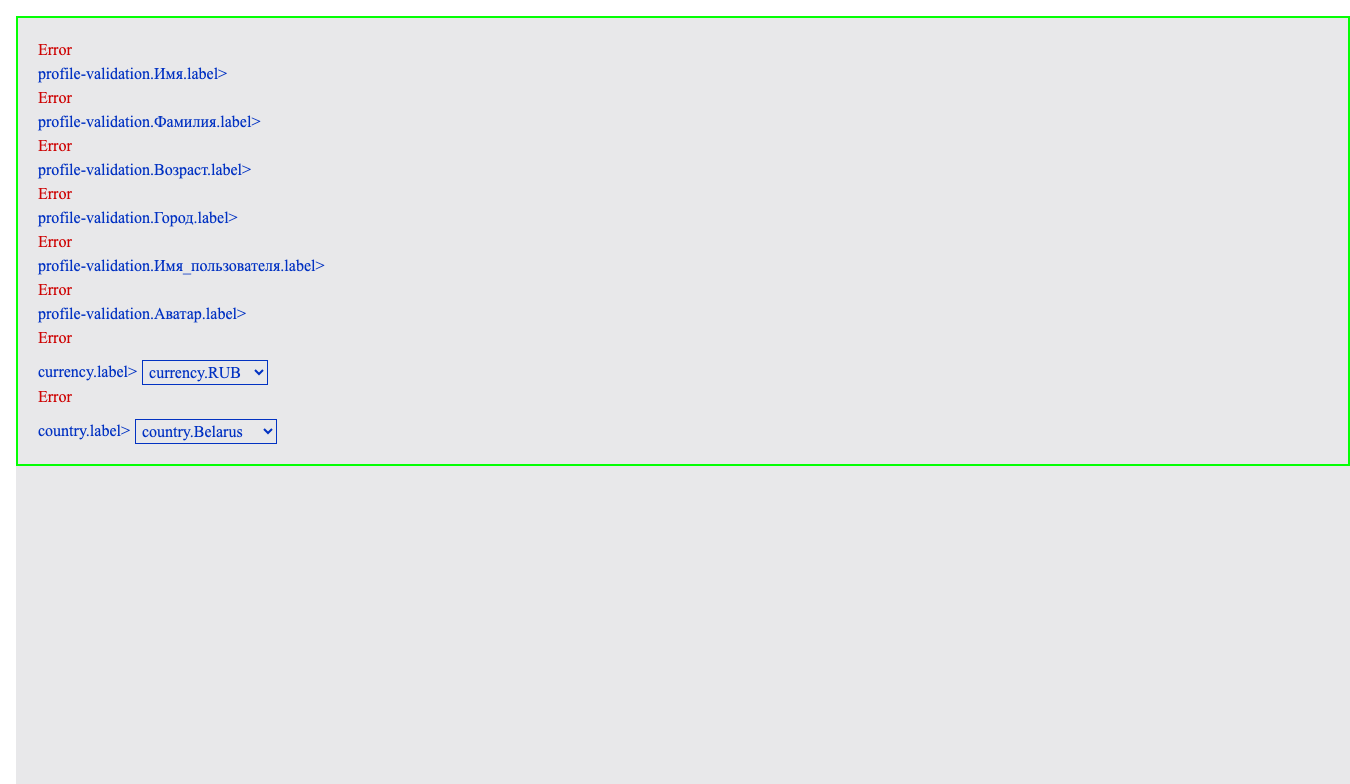 Error
profile-validation.Имя.label>
Error
profile-validation.Фамилия.label>
Error
profile-validation.Возраст.label>
Error
profile-validation.Город.label>
Error
profile-validation.Имя_пользователя.label>
Error
profile-validation.Аватар.label>
Error
currency.label> currency.RUB
Error
country.label> country.Belarus